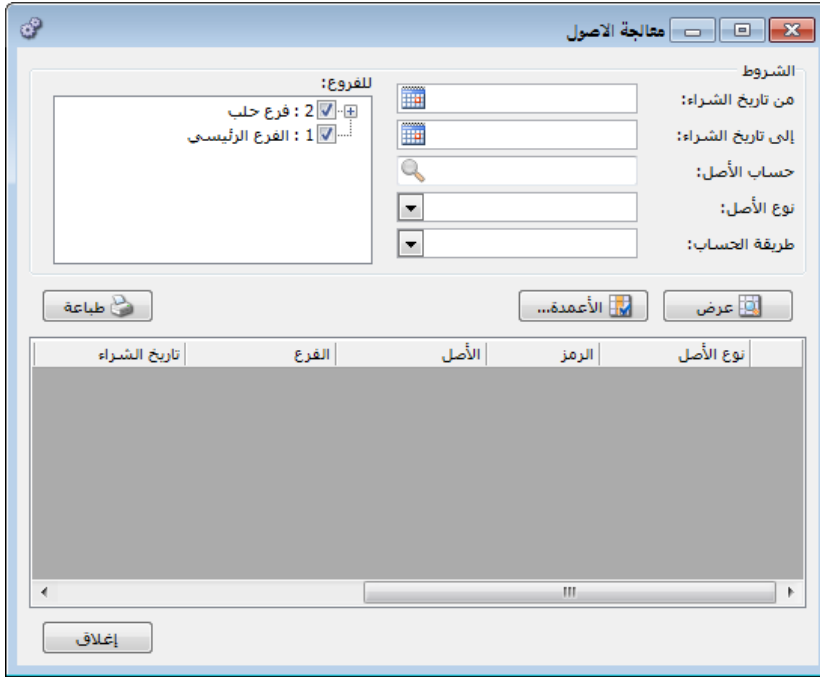 معالجة الاصول
الشروط
من تاريخ الشراء:
إلى تاريخ الشراء:
حساب الأصل:
نوع الأصل:
طريقة الحساب:
للفروع:
2 : فرع حلب
1 : الفرع الرئيسي
عرض
الأعمدة...
طباعة
نوع الأصل الرمز الأصل الفرع تاريخ الشراء
إغلاق